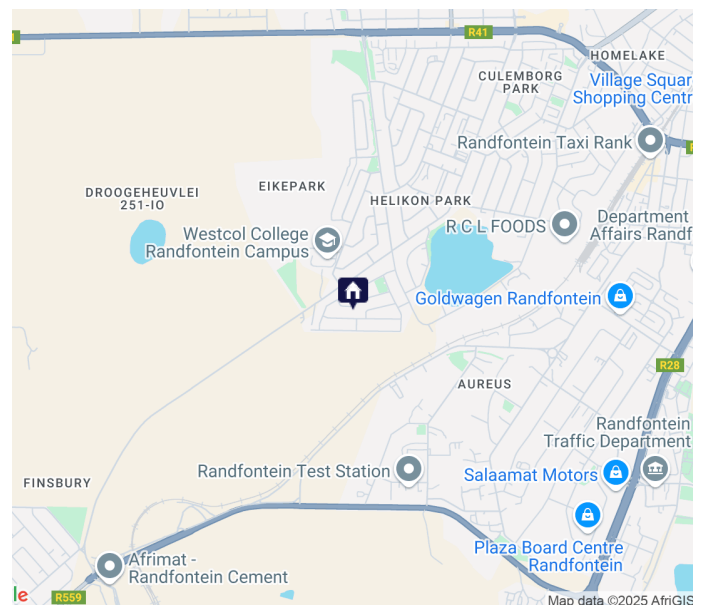 R41
HOMELAKE
CULEMBORG
PARK
Village Squar
Shopping Centr
Randfontein Taxi Rank
DROOGEHEUVLEI
251-IO
EIKEPARK
HELIKON PARK
Westcol College
Randfontein Campus
R C L FOODS
Department
Affairs Randf
Goldwagen Randfontein
R28
AUREUS
Randfontein
Traffic Department
Randfontein Test Station
Salaamat Motors
FINSBURY
Plaza Board Centre
Randfontein
Afrimat -
Randfontein Cement
R559
le
Map data ©2025 AfriGIS